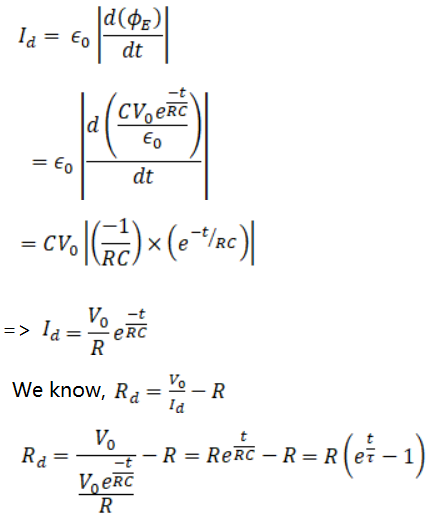 I_d = ϵ_0 |d(ϕ_E)/dt|
= ϵ_0 |d(CV_0 e^(-t/RC)/ϵ_0)/dt|
= CV_0 |(-1/RC) × (e^(-t/RC))|
=> I_d = V_0/R e^(-t/RC)
We know, R_d = V_0/I_d − R
R_d = V_0/(V_0 e^(-t/RC)/R) − R = Re^(t/RC) − R = R(e^(t/τ) − 1)